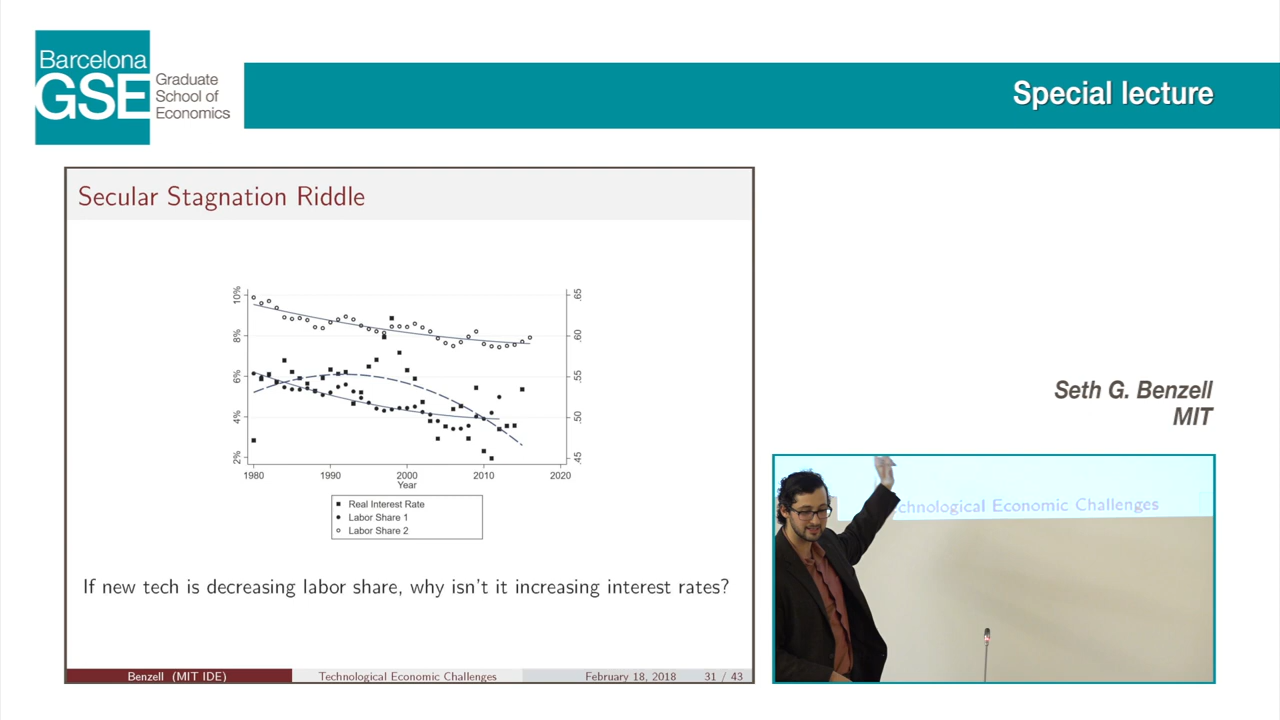 Barcelona
GSE
Graduate
School of
Economics
Special lecture
Secular Stagnation Riddle
10%
8%
6%
4%
2%
.65
.60
.55
.50
.45
1980
1990
2000
2010
2020
Year
Real Interest Rate
Labor Share 1
Labor Share 2
If new tech is decreasing labor share, why isn't it increasing interest rates?
Benzell (MIT IDE)
Technological Economic Challenges
February 18, 2018
31 / 43
Seth G. Benzell
MIT
chnological Economic Challenges